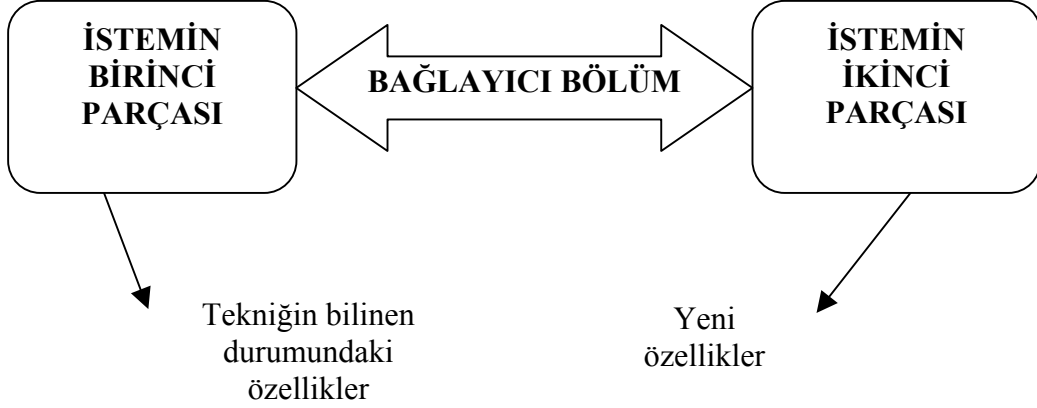 İSTEMİN
BİRİNCİ
PARÇASI
BAĞLAYICI BÖLÜM
İSTEMİN
İKİNCİ
PARÇASI
Tekniğin bilinen
durumundaki
özellikler
Yeni
özellikler